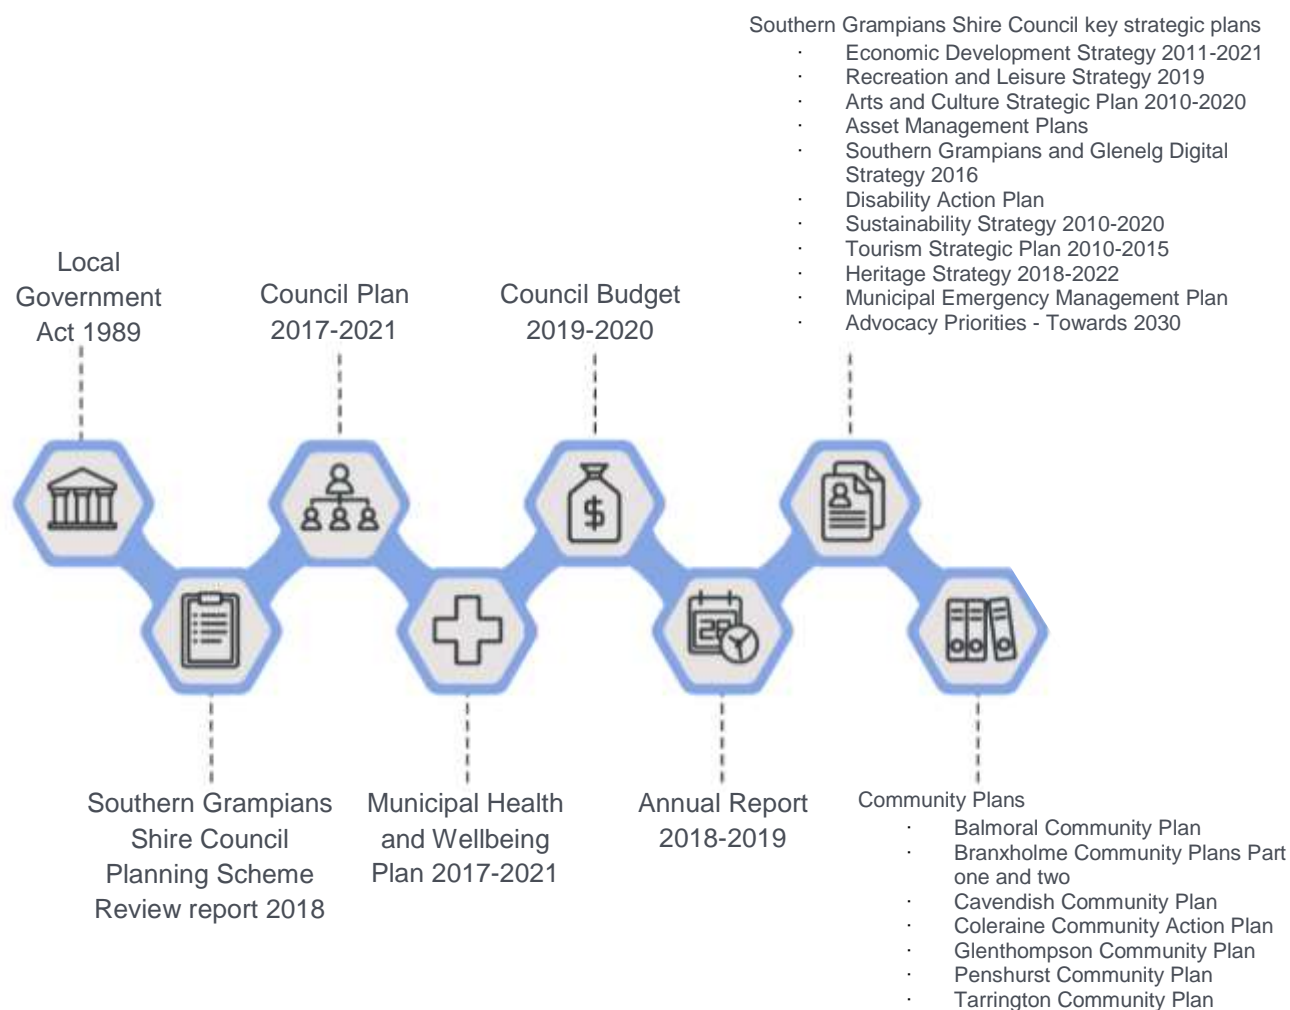 Southern Grampians Shire Council key strategic plans
· Economic Development Strategy 2011-2021
· Recreation and Leisure Strategy 2019
· Arts and Culture Strategic Plan 2010-2020
· Asset Management Plans
· Southern Grampians and Glenelg Digital
Strategy 2016
· Disability Action Plan
· Sustainability Strategy 2010-2020
· Tourism Strategic Plan 2010-2015
· Heritage Strategy 2018-2022
· Municipal Emergency Management Plan
· Advocacy Priorities - Towards 2030
Local
Government
Act 1989
Council Plan
2017-2021
Council Budget
2019-2020
$
28
Southern Grampians
Shire Council
Planning Scheme
Review report 2018
Municipal Health
and Wellbeing
Plan 2017-2021
Annual Report
2018-2019
Community Plans
· Balmoral Community Plan
· Branxholme Community Plans Part
one and two
· Cavendish Community Plan
· Coleraine Community Action Plan
· Glenthompson Community Plan
· Penshurst Community Plan
· Tarrington Community Plan